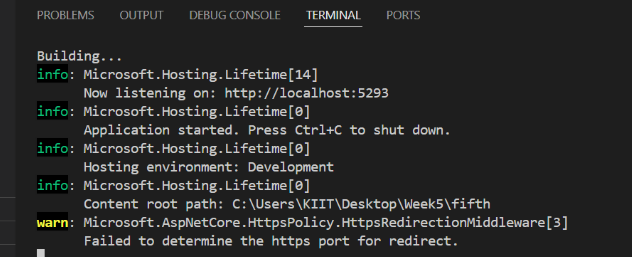 PROBLEMS OUTPUT DEBUG CONSOLE TERMINAL PORTS
Building...
info: Microsoft.Hosting.Lifetime[14]
Now listening on: http://localhost:5293
info: Microsoft.Hosting.Lifetime[0]
Application started. Press Ctrl+C to shut down.
info: Microsoft.Hosting.Lifetime[0]
Hosting environment: Development
info: Microsoft.Hosting.Lifetime[0]
Content root path: C:\Users\KIIT\Desktop\Week5\fifth
warn: Microsoft.AspNetCore.HttpsPolicy.HttpsRedirectionMiddleware[3]
Failed to determine the https port for redirect.